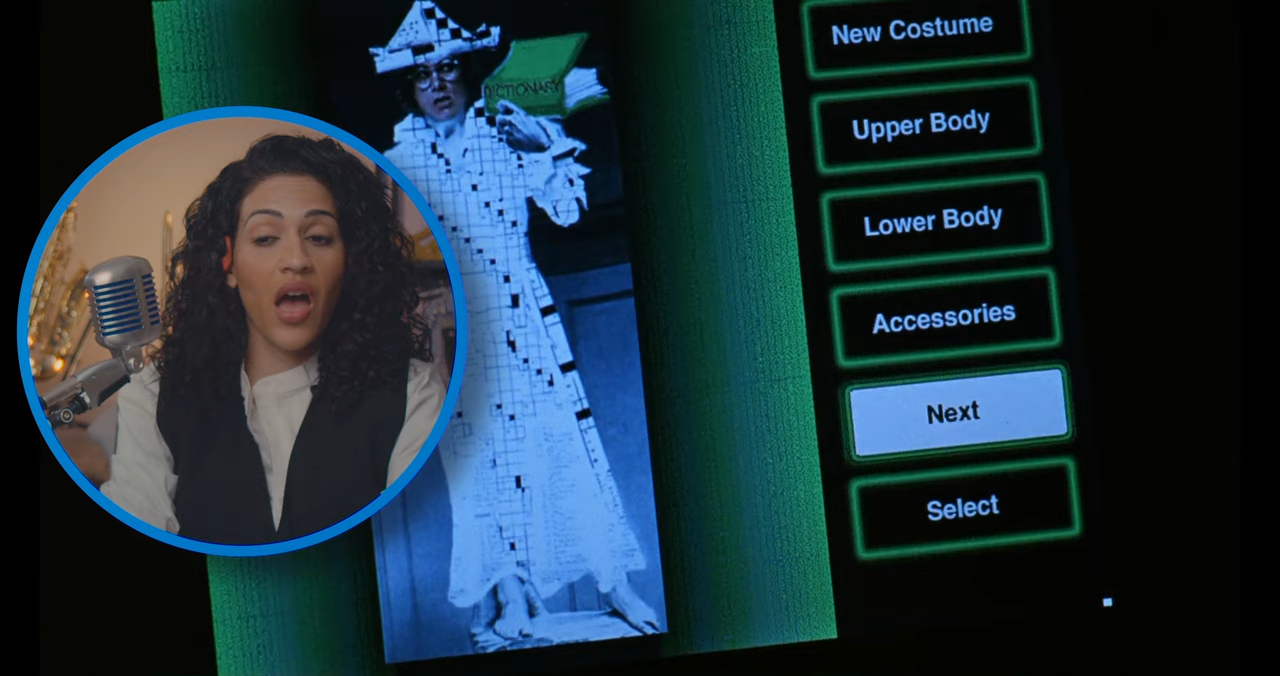 DICTIONARY
New Costume
Upper Body
Lower Body
Accessories
Next
Select